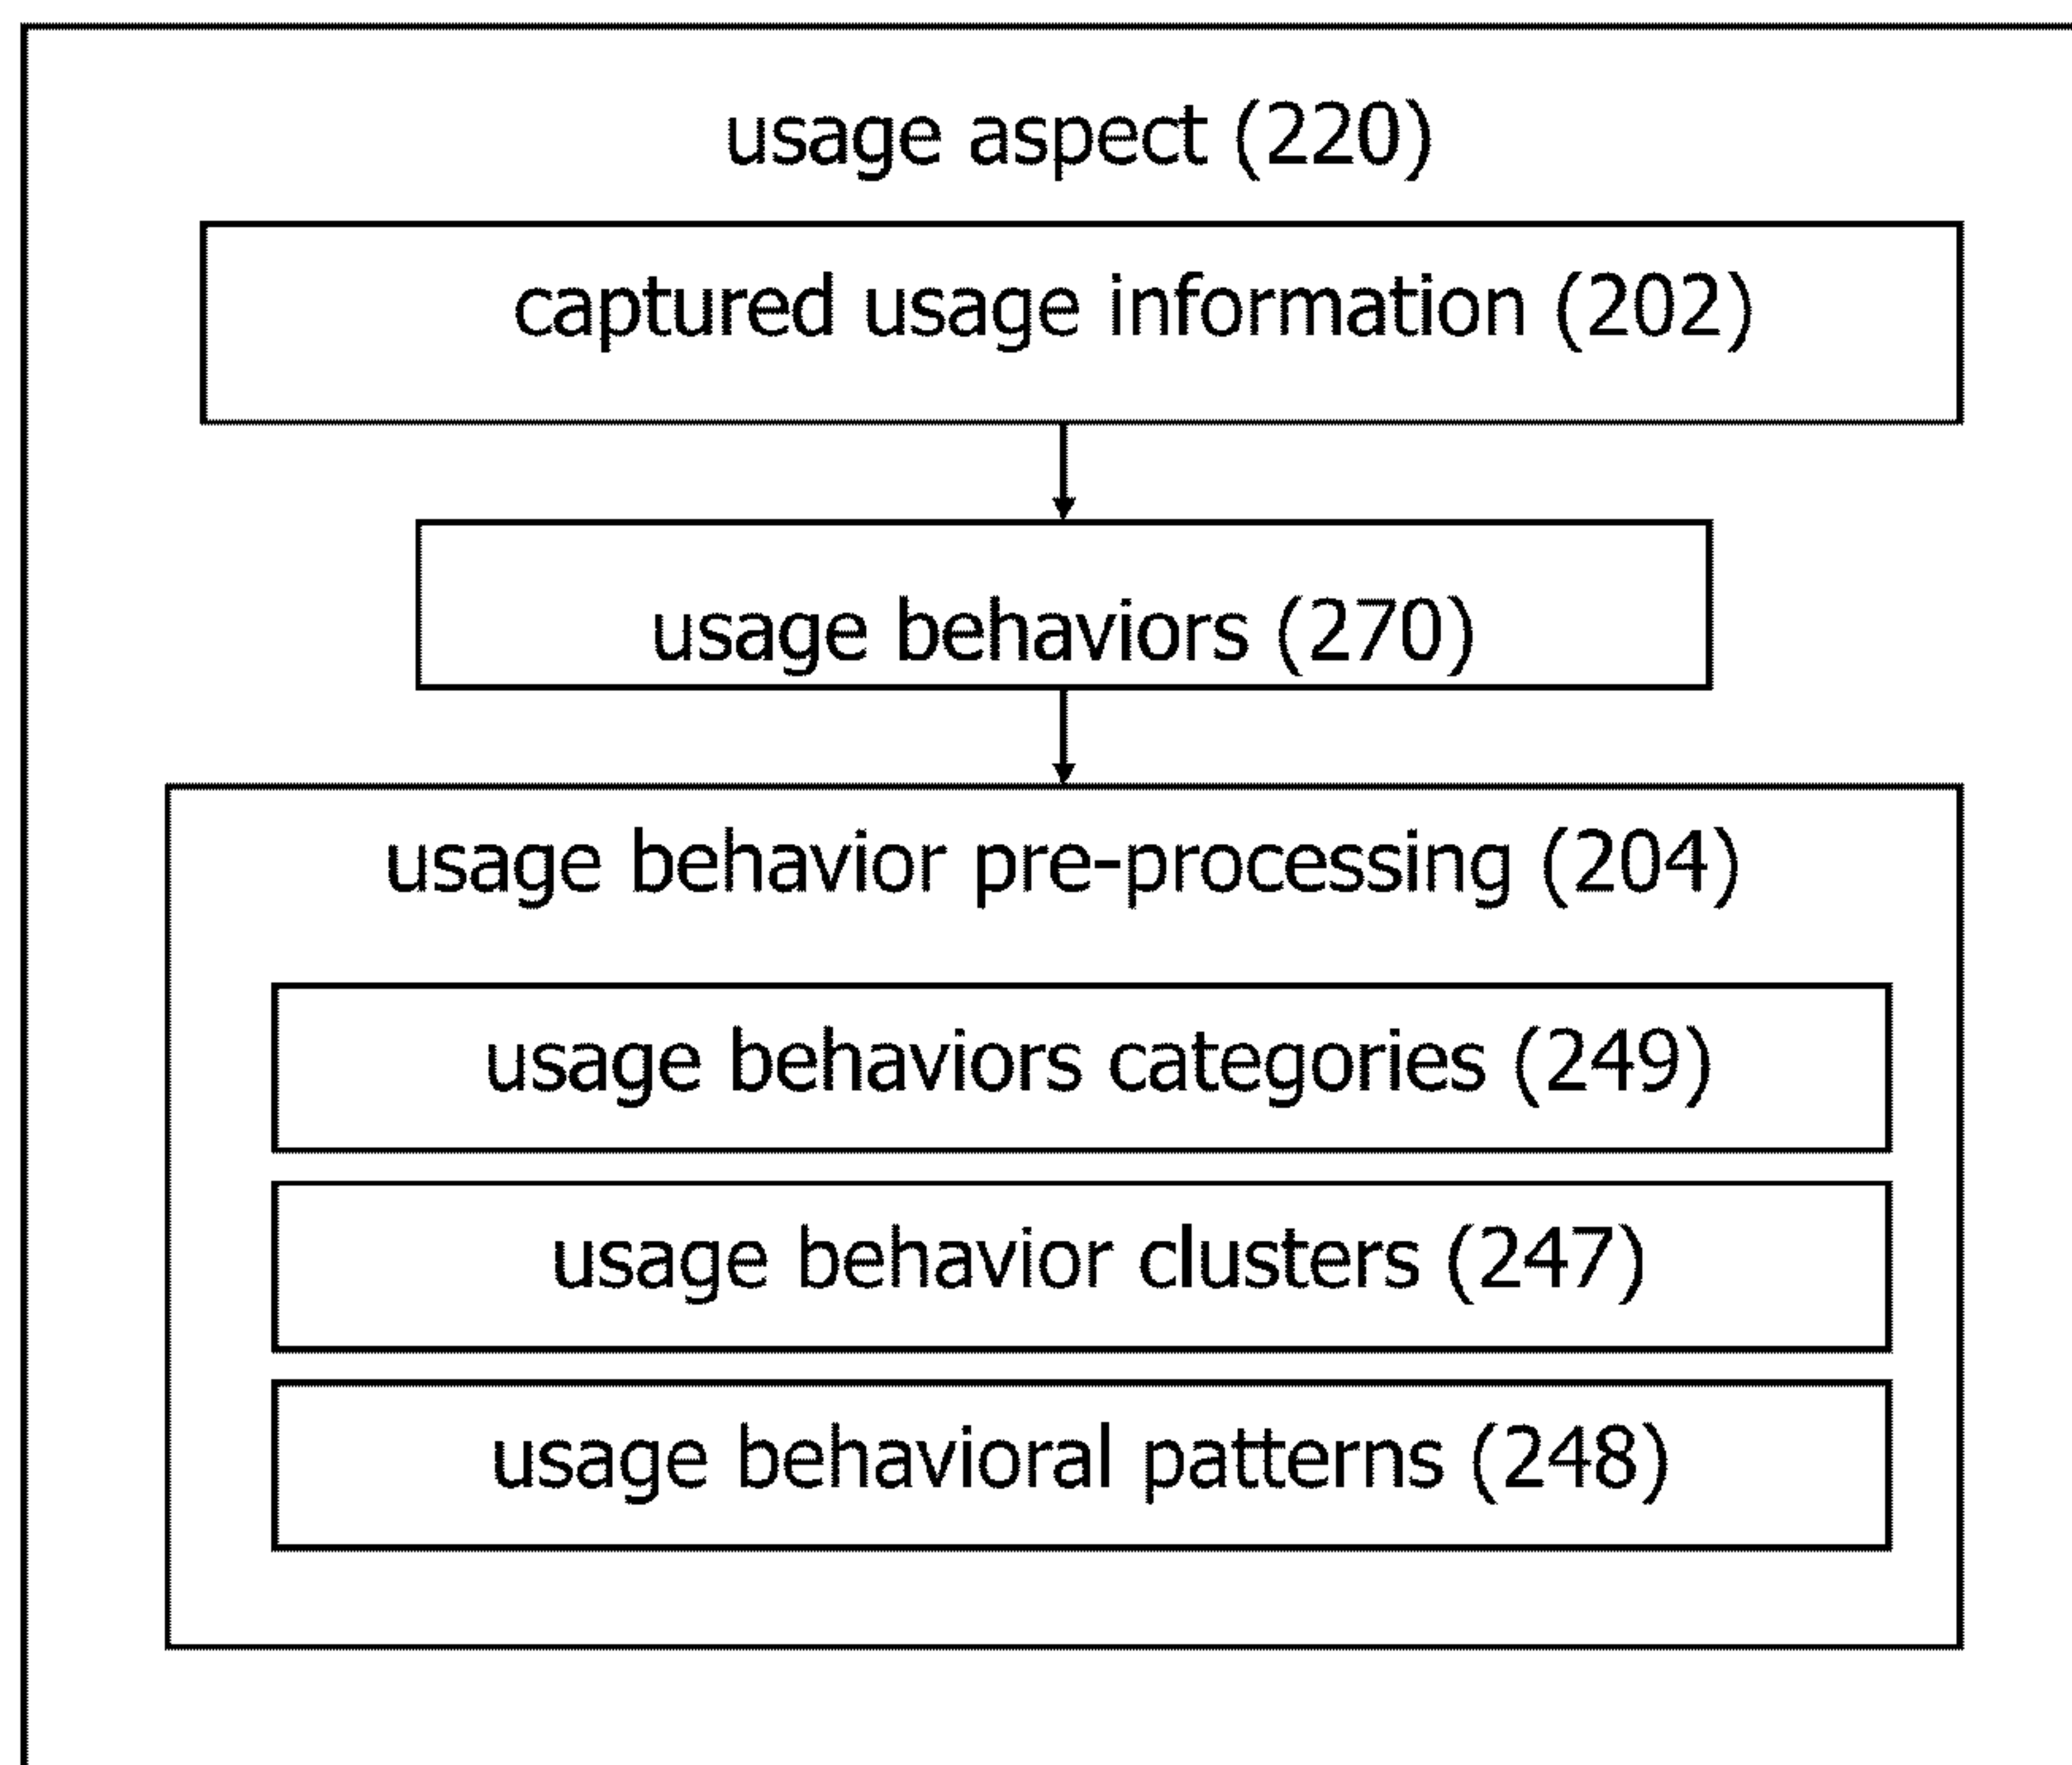 usage aspect (220)
captured usage information (202)
usage behaviors (270)
usage behavior pre-processing (204)
usage behaviors categories (249)
usage behavior clusters (247)
usage behavioral patterns (248)